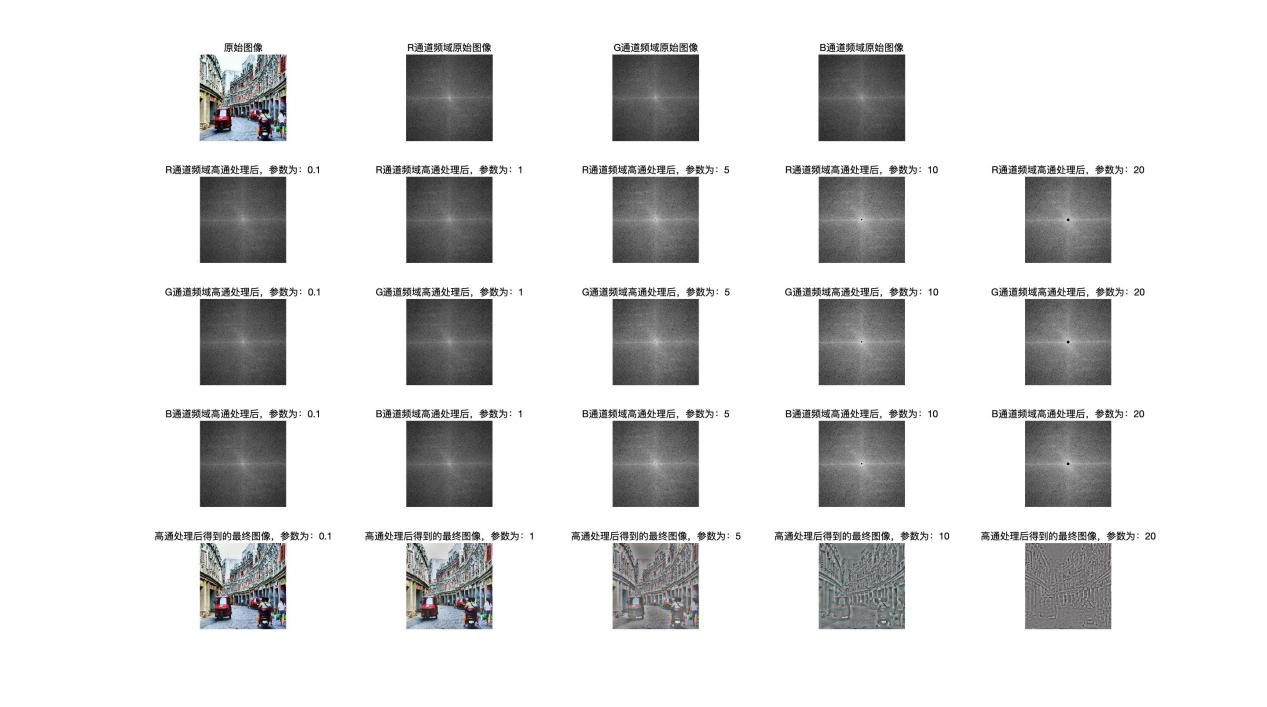 原始图像
R通道频域原始图像
G通道频域原始图像
B通道频域原始图像
R通道频域高通处理后，参数为：0.1
R通道频域高通处理后，参数为：1
R通道频域高通处理后，参数为：5
R通道频域高通处理后，参数为：10
R通道频域高通处理后，参数为：20
G通道频域高通处理后，参数为：0.1
G通道频域高通处理后，参数为：1
G通道频域高通处理后，参数为：5
G通道频域高通处理后，参数为：10
G通道频域高通处理后，参数为：20
B通道频域高通处理后，参数为：0.1
B通道频域高通处理后，参数为：1
B通道频域高通处理后，参数为：5
B通道频域高通处理后，参数为：10
B通道频域高通处理后，参数为：20
高通处理后得到的最终图像，参数为：0.1
高通处理后得到的最终图像，参数为：1
高通处理后得到的最终图像，参数为：5
高通处理后得到的最终图像，参数为：10
高通处理后得到的最终图像，参数为：20